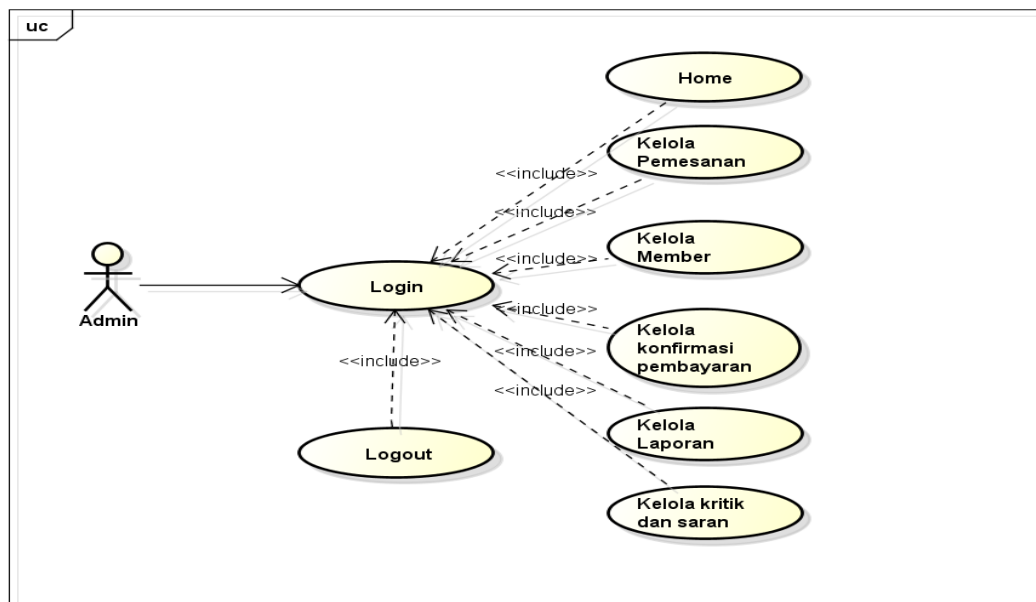 uc
Home
Kelola
Pemesanan
<<include>>
<<include>>
Kelola
Member
<<include>>
Login
Admin
<<include>>
Kelola
konfirmasi
pembayaran
<<include>>
<<include>>
<<include>>
Kelola
Laporan
Logout
Kelola kritik
dan saran